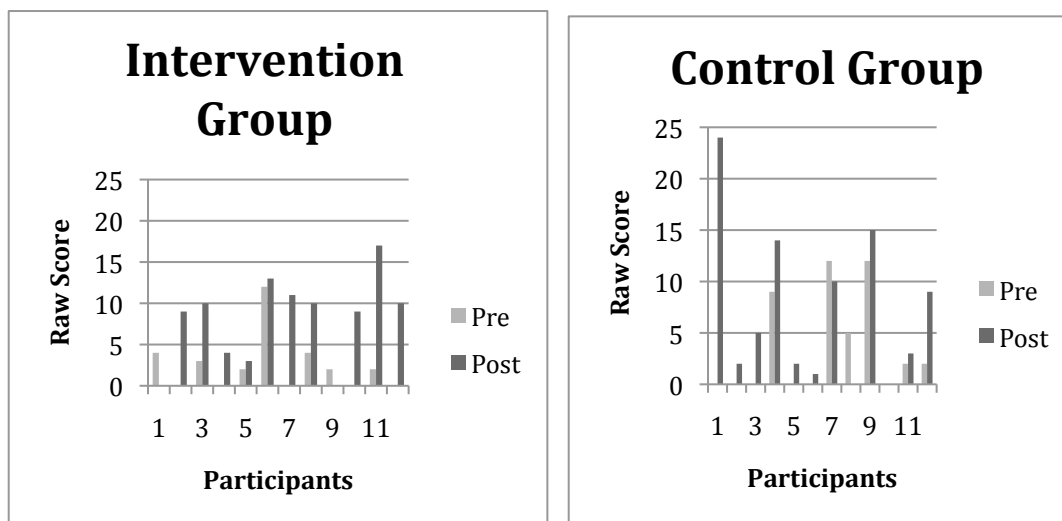 Intervention
Group
25
20
15
10
5
0
Raw Score
1 3 5 7 9 11
Participants
Pre
Post
Control Group
25
20
15
10
5
0
Raw Score
1 3 5 7 9 11
Participants
Pre
Post